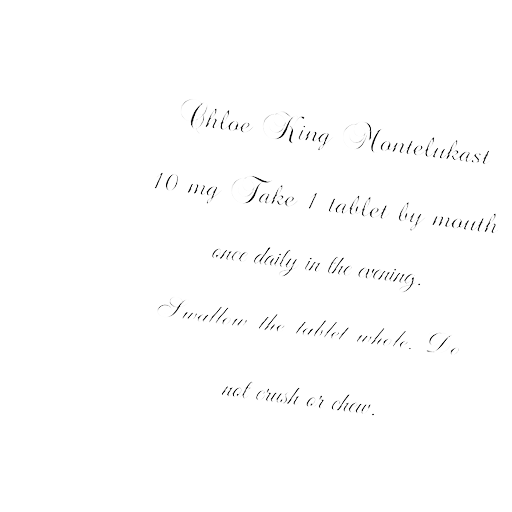 Chloe King Montelukast
10 mg Take 1 tablet by mouth
once daily in the evening.
Swallow the tablet whole. Do
not crush or chew.